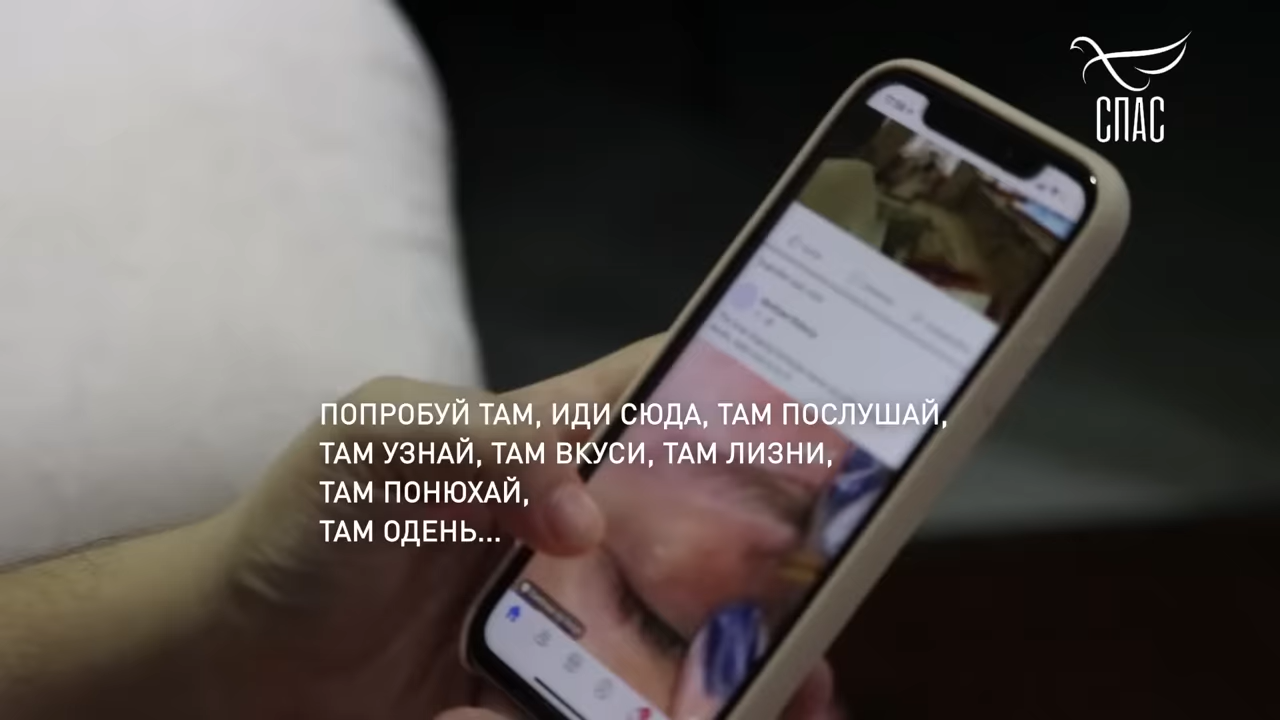 СПАС
ПОПРОБУЙ ТАМ, ИДИ СЮДА, ТАМ ПОСЛУШАЙ,
ТАМ УЗНАЙ, ТАМ ВКУСИ, ТАМ ЛИЗНИ,
ТАМ ПОНЮХАЙ,
ТАМ ОДЕНЬ...